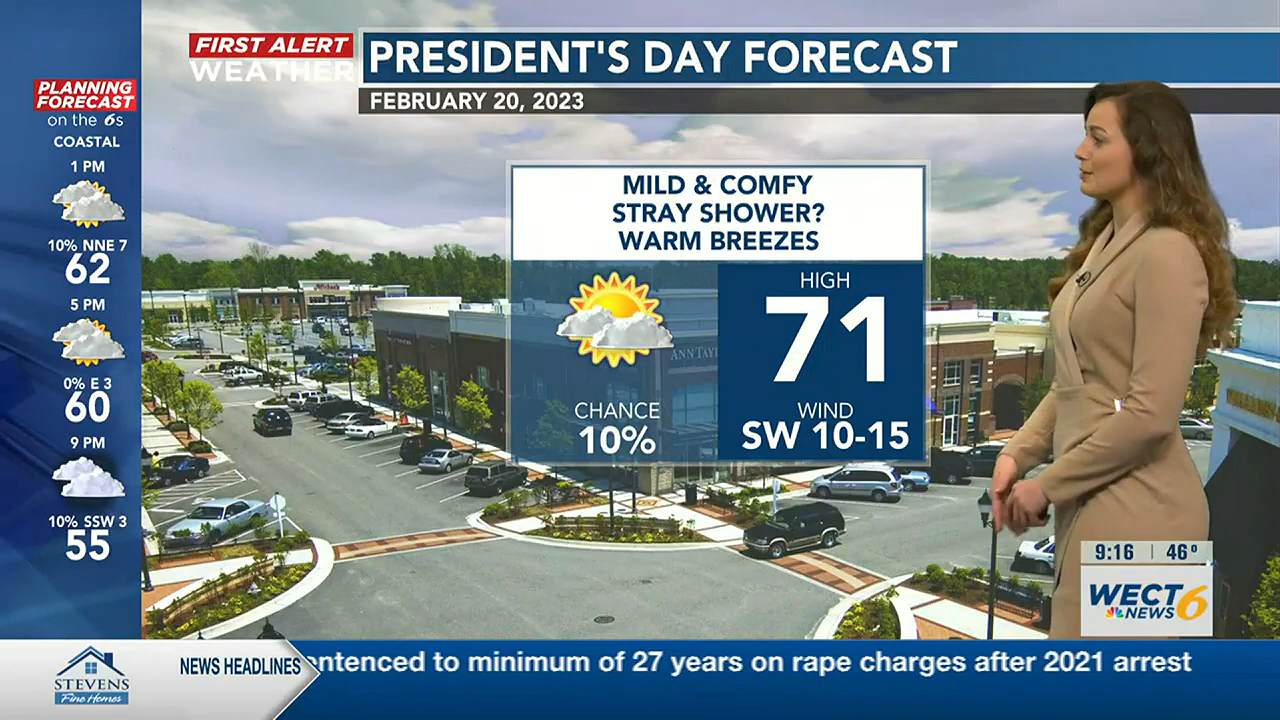 FIRST ALERT
WEATHER
PRESIDENT'S DAY FORECAST
FEBRUARY 20, 2023
PLANNING
FORECAST
on the 6s
COASTAL
1 PM
10% NNE 7
62
5 PM
0% E 3
60
9 PM
10% SSW 3
55
MILD & COMFY
STRAY SHOWER?
WARM BREEZES
HIGH
71
CHANCE
10%
WIND
SW 10-15
ANN TAY
Michaels
9:16 | 46°
WECT 6
NEWS
STEVENS
Fine Homes
NEWS HEADLINES
entenced to minimum of 27 years on rape charges after 2021 arrest